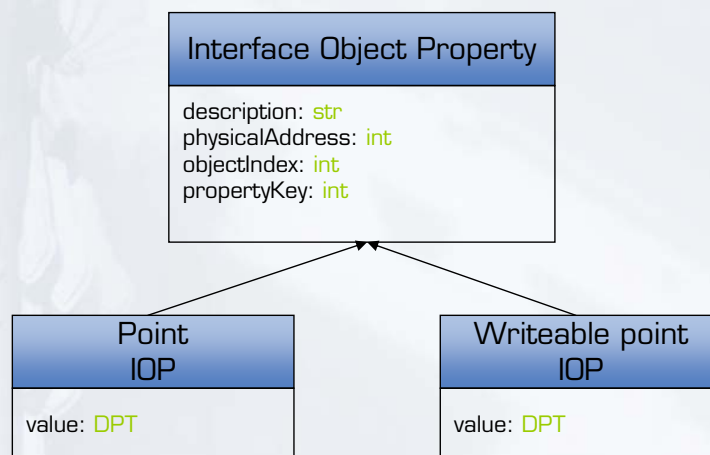 Interface Object Property
description: str
physicalAddress: int
objectIndex: int
propertyKey: int
Point
IOP
value: DPT
Writeable point
IOP
value: DPT